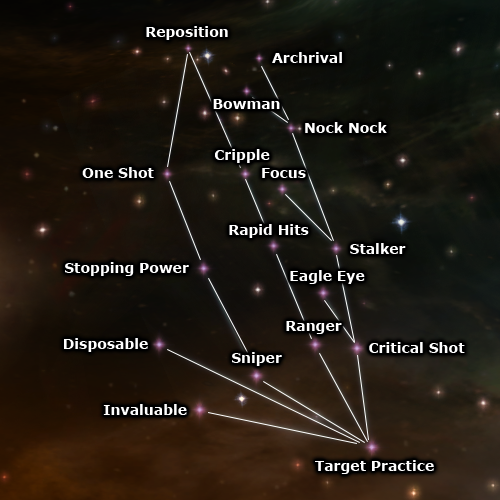 Reposition
Archrival
Bowman
Nock Nock
Cripple
One Shot
Focus
Rapid Hits
Stalker
Stopping Power
Eagle Eye
Ranger
Disposable
Critical Shot
Sniper
Invaluable
Target Practice